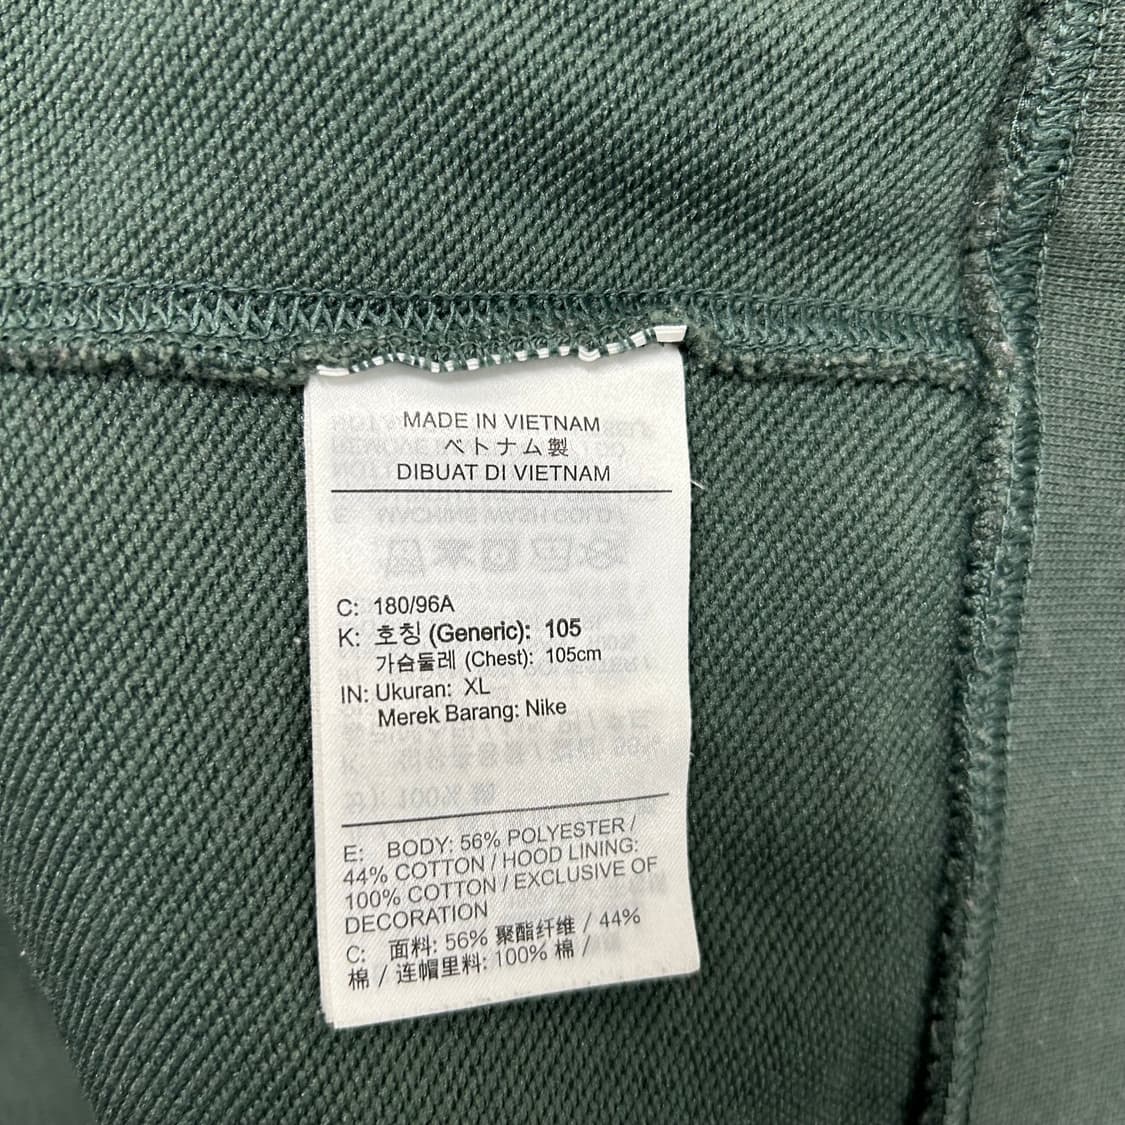 MADE IN VIETNAM
ベトナム製
DIBUAT DI VIETNAM
C: 180/96A
K: 호칭 (Generic): 105
가슴둘레 (Chest): 105cm
IN: Ukuran: XL
Merek Barang: Nike
E: BODY: 56% POLYESTER /
44% COTTON / HOOD LINING:
100% COTTON / EXCLUSIVE OF
DECORATION
C: 面料: 56% 聚酯纤维 / 44%
棉 / 连帽里料: 100% 棉 /